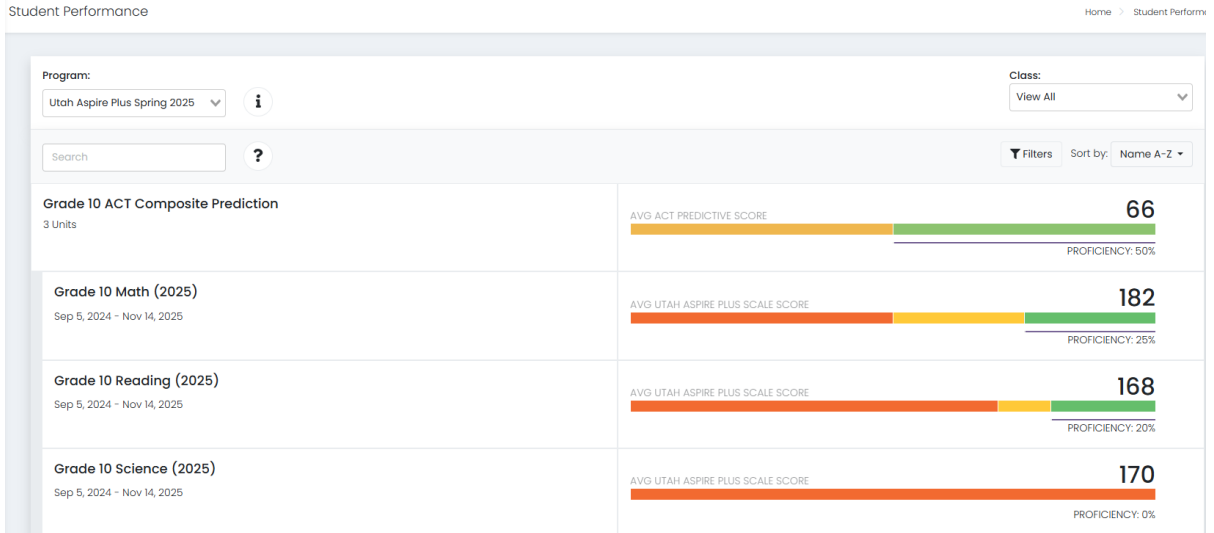 Student Performance
Home > Student Performa
Program:
Class:
Utah Aspire Plus Spring 2025
i
View All
Search
?
Filters
Sort by:
Name A-Z
Grade 10 ACT Composite Prediction
3 Units
AVG ACT PREDICTIVE SCORE
66
PROFICIENCY: 50%
Grade 10 Math (2025)
Sep 5, 2024 - Nov 14, 2025
AVG UTAH ASPIRE PLUS SCALE SCORE
182
PROFICIENCY: 25%
Grade 10 Reading (2025)
Sep 5, 2024 - Nov 14, 2025
AVG UTAH ASPIRE PLUS SCALE SCORE
168
PROFICIENCY: 20%
Grade 10 Science (2025)
Sep 5, 2024 - Nov 14, 2025
AVG UTAH ASPIRE PLUS SCALE SCORE
170
PROFICIENCY: 0%